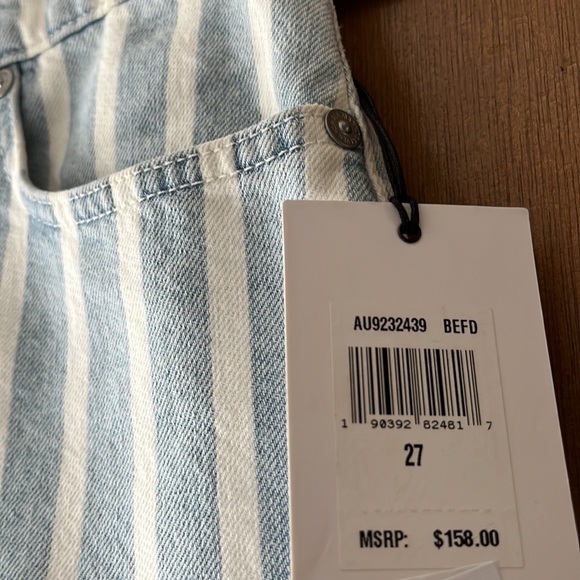 AU9232439 BEFD
1 90392 82481 7
27
MSRP: $158.00